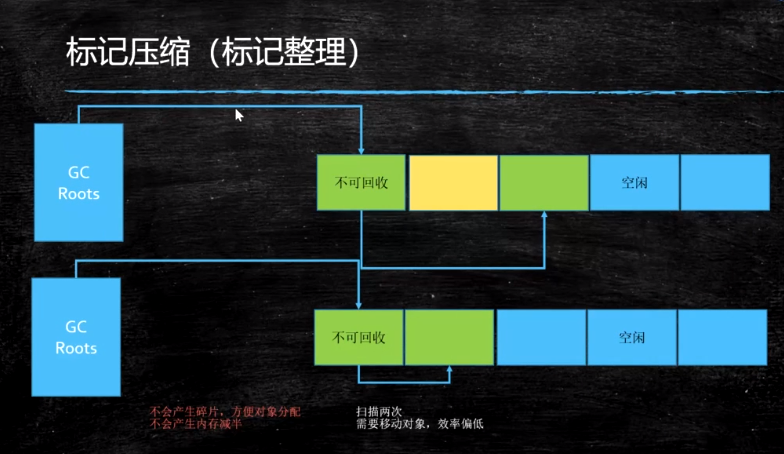 标记压缩（标记整理）
GC
Roots
不可回收
空闲
GC
Roots
不可回收
空闲
不会产生碎片，方便对象分配
不会产生内存减半
扫描两次
需要移动对象，效率偏低